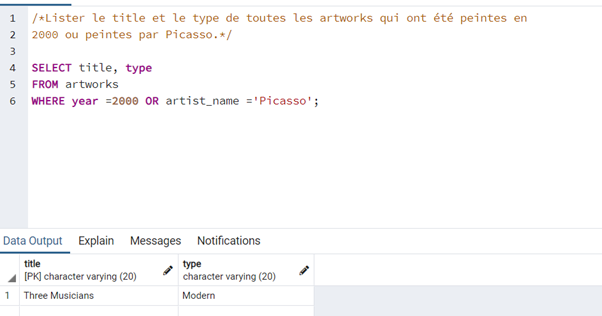 1 /*Lister le title et le type de toutes les artworks qui ont été peintes en
2 2000 ou peintes par Picasso.*/
3
4 SELECT title, type
5 FROM artworks
6 WHERE year =2000 OR artist_name ='Picasso';
Data Output Explain Messages Notifications
title type
[PK] character varying (20) character varying (20)
1 Three Musicians Modern